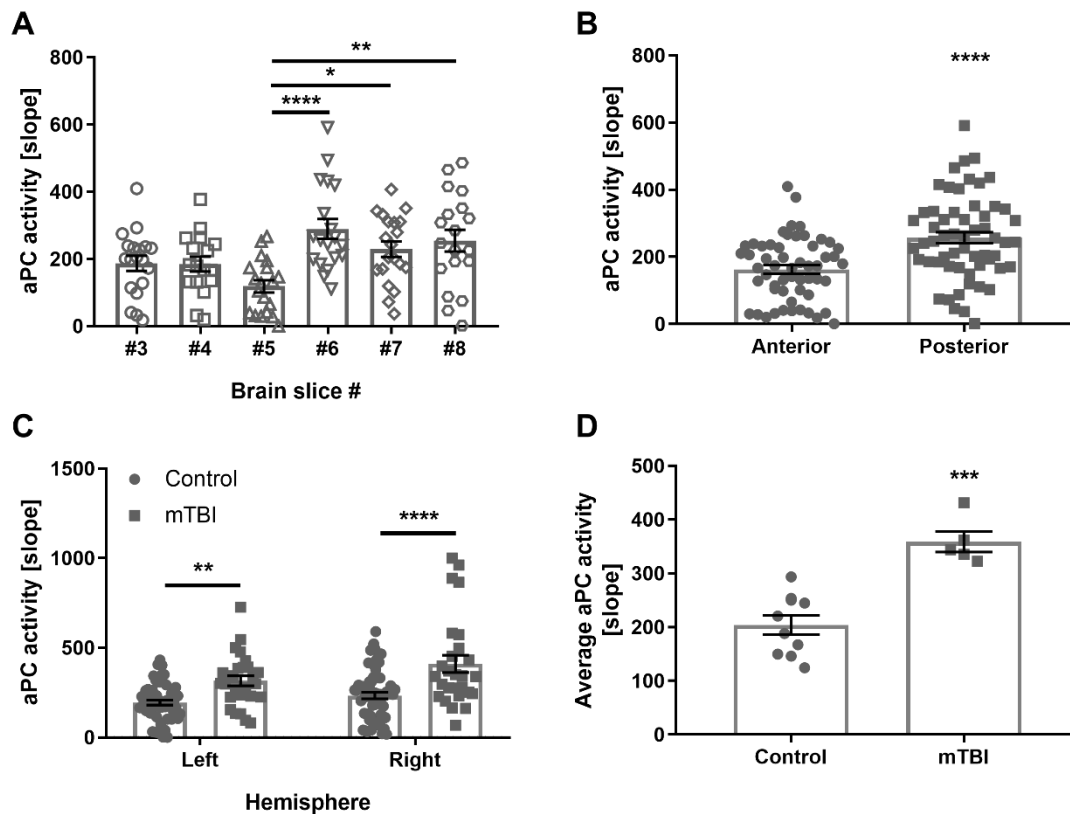 A
aPC activity [slope]
800
600
400
200
0
**
*
****
#3 #4 #5 #6 #7 #8
Brain slice #
B
aPC activity [slope]
800
600
400
200
0
****
Anterior Posterior
C
aPC activity [slope]
1500
1000
500
0
Control
mTBI
**
****
Left Right
Hemisphere
D
Average aPC activity
[slope]
500
400
300
200
100
0
***
Control mTBI